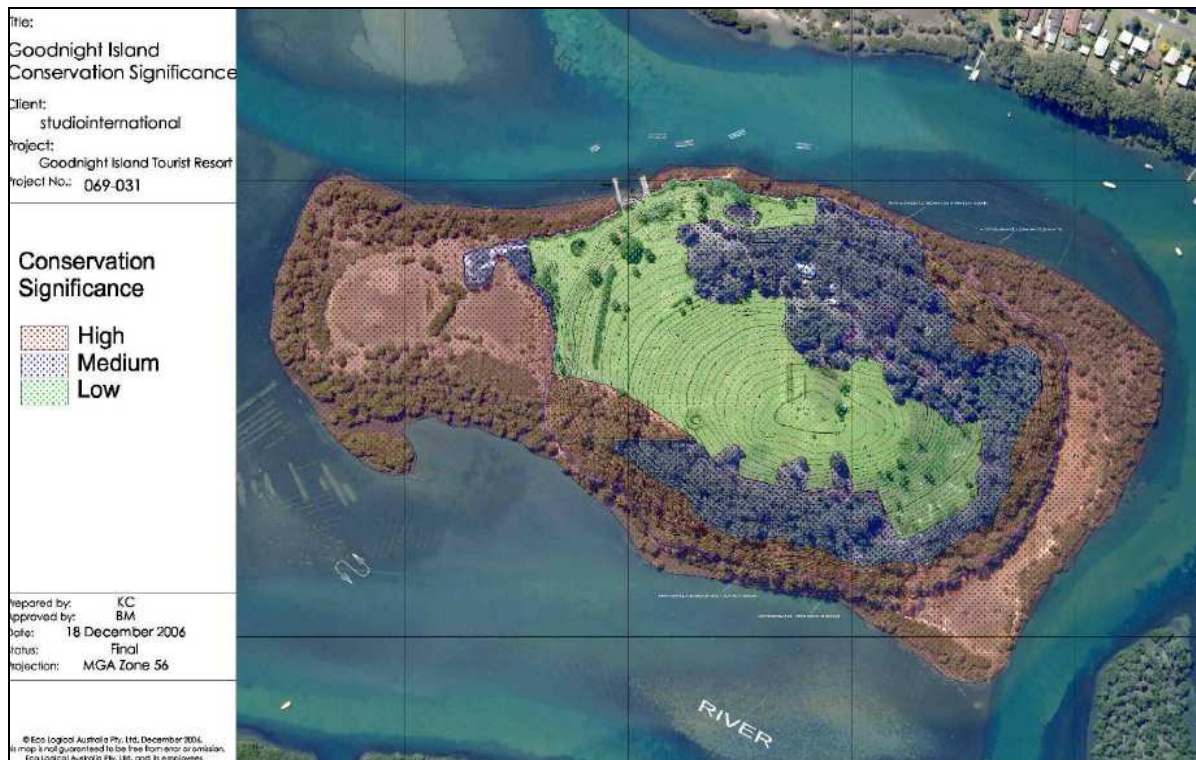 Title:
Goodnight Island
Conservation Significance
Client:
studiointernational
Project:
Goodnight Island Tourist Resort
Project No.: 069-031
Conservation
Significance
High
Medium
Low
Prepared by: KC
Approved by: BM
Date: 18 December 2006
Status: Final
Projection: MGA Zone 56
© Eco Logical Australia Pty. Ltd. December 2006.
is map is not guaranteed to be free from error or omission.
Eco Logical Australia Pty. Ltd. and its employees
RIVER